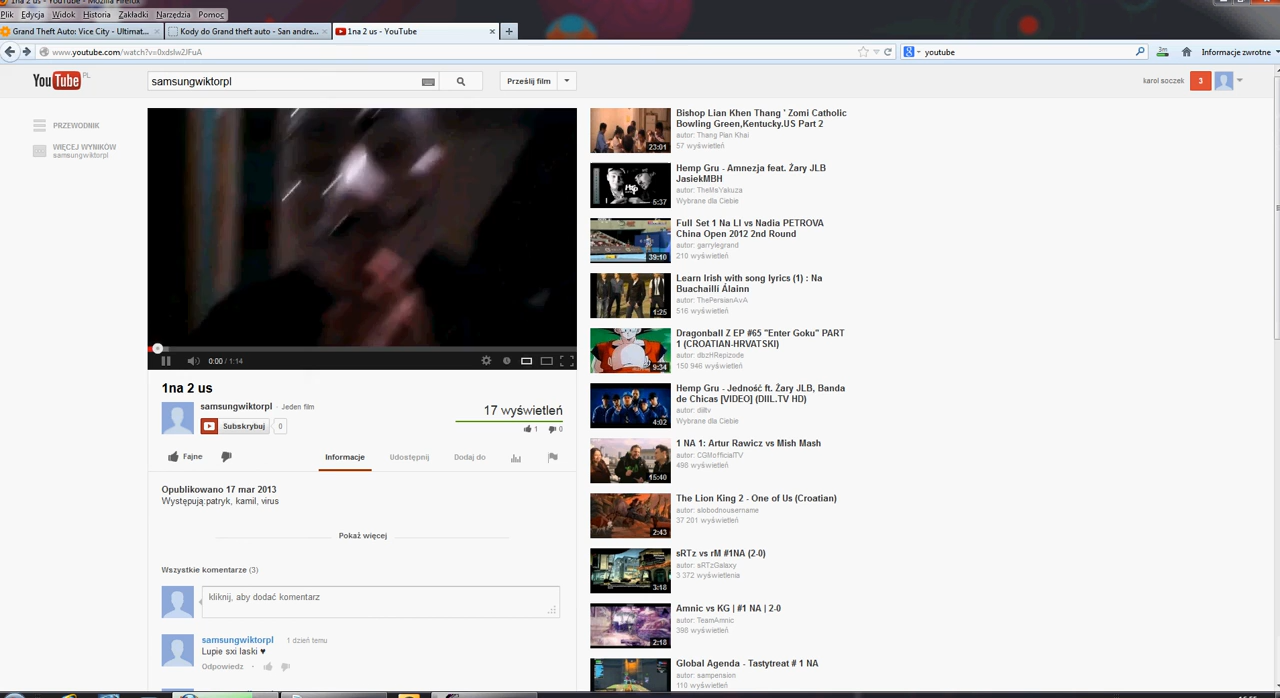 1na 2 us - YouTube - Mozilla Firefox
Plik Edycja Widok Historia Zakładki Narzędzia Pomoc
Grand Theft Auto: Vice City - Ultimat...
Kody do Grand theft auto - San andre...
1na 2 us - YouTube
youtube
Informacje zwrotne
You Tube PL
samsungwiktorpl
Prześlij film
karol soczek 3
PRZEWODNIK
WIĘCEJ WYNIKÓW
samsungwiktorpl
0:00 / 1:14
1na 2 us
samsungwiktorpl · Jeden film
Subskrybuj 0
17 wyświetleń
1 0
Fajne
Informacje Udostępnij Dodaj do
Opublikowano 17 mar 2013
Występują:patryk, kamil, virus
Pokaż więcej
Wszystkie komentarze (3)
kliknij, aby dodać komentarz
samsungwiktorpl 1 dzień temu
Lupie sxi laski ♥
Odpowiedz ·
23:01
Bishop Lian Khen Thang ' Zomi Catholic
Bowling Green,Kentucky.US Part 2
autor: Thang Pian Khai
57 wyświetleń
5:37
Hemp Gru - Amnezja feat. Żary JLB
JasiekMBH
autor: TheMsYakuza
Wybrane dla Ciebie
39:10
Full Set 1 Na LI vs Nadia PETROVA
China Open 2012 2nd Round
autor: garrylegrand
210 wyświetleń
1:25
Learn Irish with song lyrics (1) : Na
Buachaillí Álainn
autor: ThePersianAvA
516 wyświetleń
9:34
Dragonball Z EP #65 "Enter Goku" PART
1 (CROATIAN-HRVATSKI)
autor: dbzHRepizode
150 946 wyświetleń
4:02
Hemp Gru - Jedność ft. Żary JLB, Banda
de Chicas [VIDEO] (DIIL.TV HD)
autor: diiltv
Wybrane dla Ciebie
15:40
1 NA 1: Artur Rawicz vs Mish Mash
autor: CGMofficialTV
498 wyświetleń
2:43
The Lion King 2 - One of Us (Croatian)
autor: slobodnousername
37 201 wyświetleń
3:18
sRTz vs rM #1NA (2-0)
autor: sRTzGalaxy
3 372 wyświetlenia
2:18
Amnic vs KG | #1 NA | 2-0
autor: TeamAmnic
398 wyświetleń
Global Agenda - Tastytreat # 1 NA
autor: sampension
110 wyświetleń